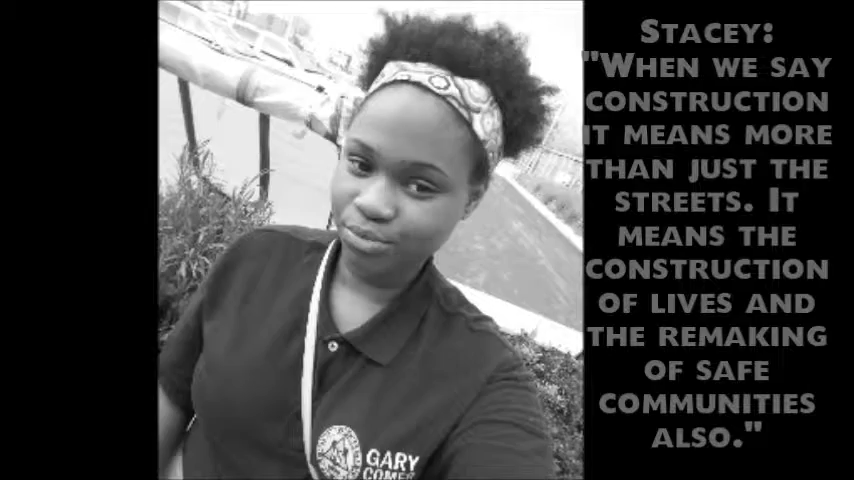 Stacey:
"When we say
construction
it means more
than just the
streets. It
means the
construction
of lives and
the remaking
of safe
communities
also."
GARY
COMER